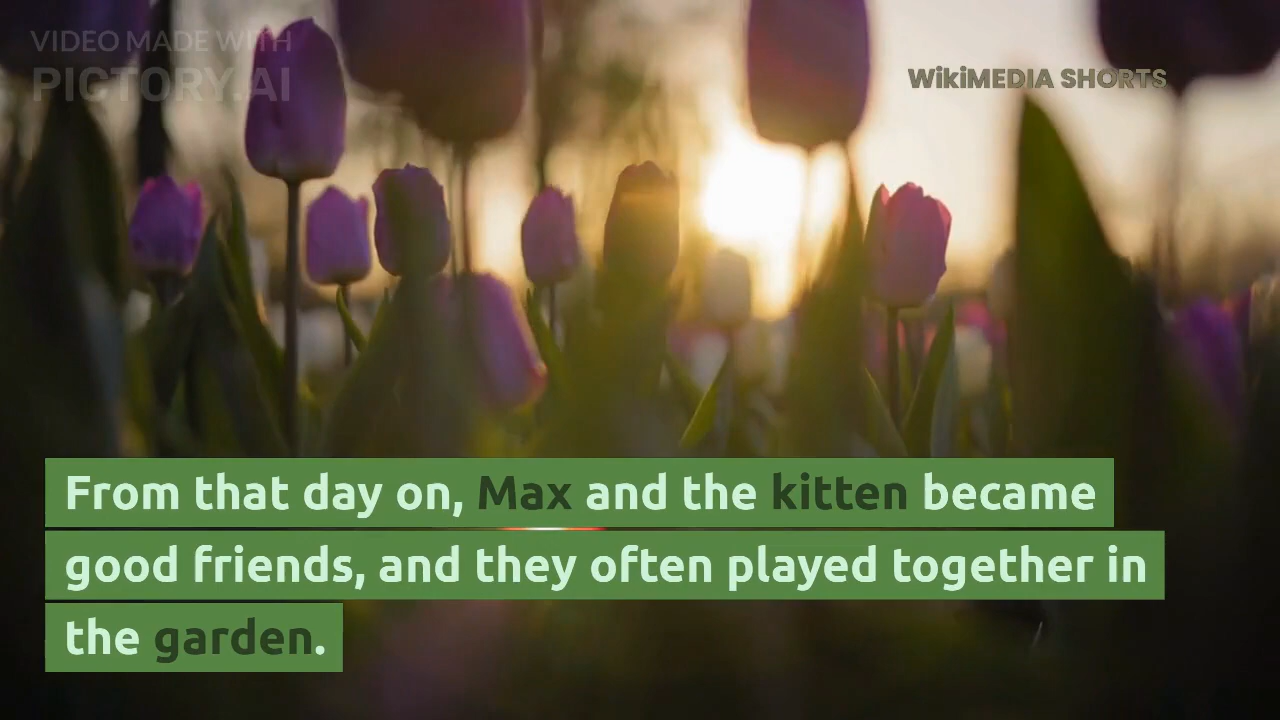 VIDEO MADE WITH
PICTORY.AI
WikiMEDIA SHORTS
From that day on, Max and the kitten became
good friends, and they often played together in
the garden.